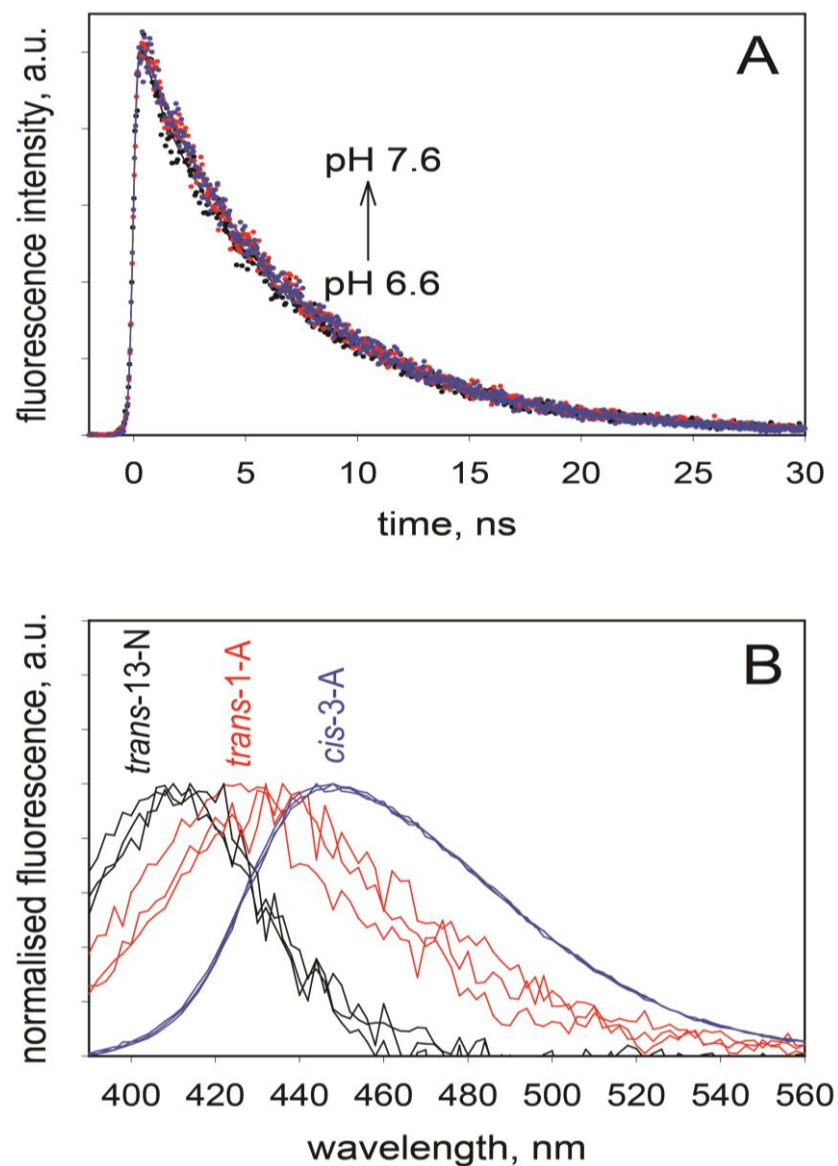 A
fluorescence intensity, a.u.
pH 7.6
pH 6.6
0 5 10 15 20 25 30
time, ns
B
normalised fluorescence, a.u.
trans-13-N
trans-1-A
cis-3-A
400 420 440 460 480 500 520 540 560
wavelength, nm